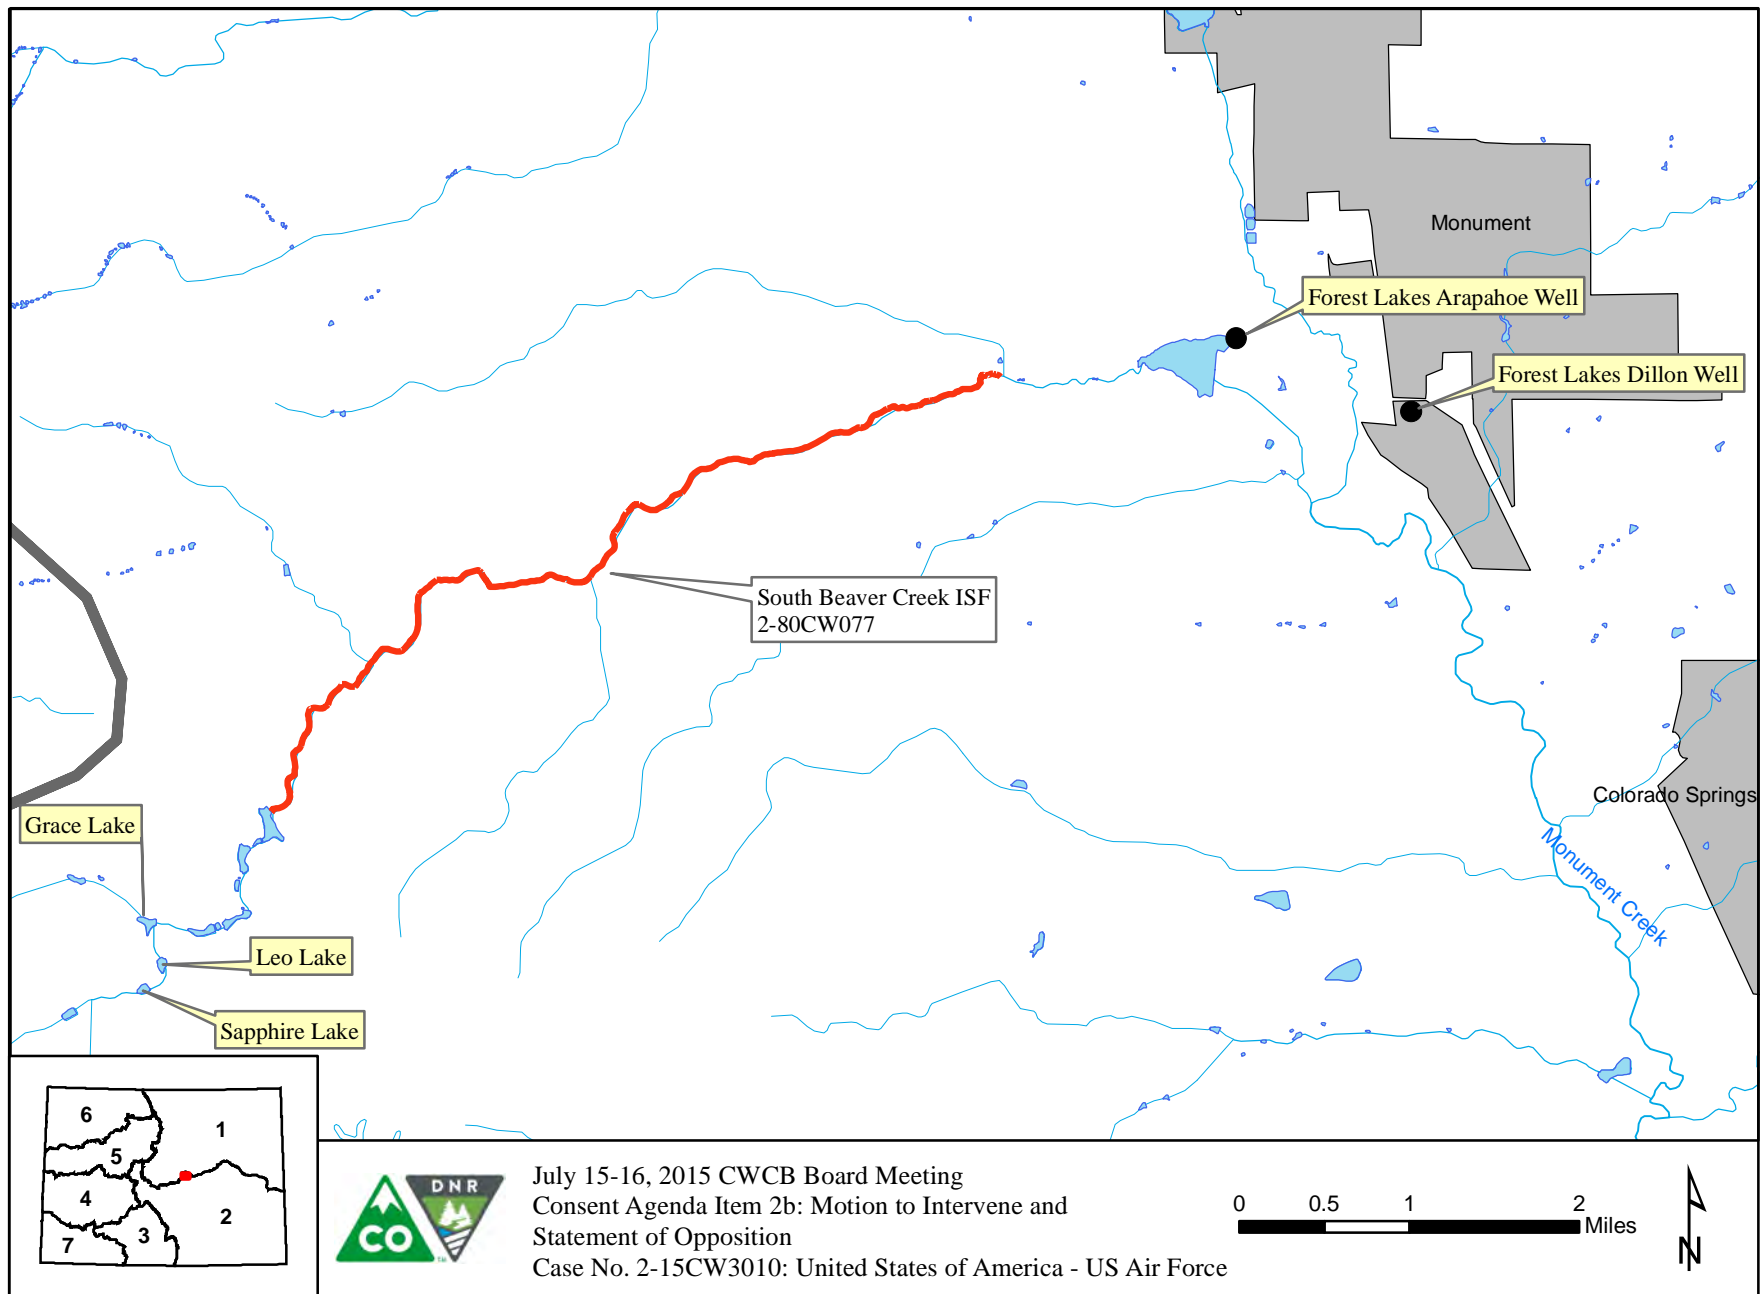 Monument
Forest Lakes Arapahoe Well
Forest Lakes Dillon Well
South Beaver Creek ISF
2-80CW077
Colorado Springs
Grace Lake
Monument Creek
Leo Lake
Sapphire Lake
6
1
5
4
2
3
7
CO
DNR
TM
July 15-16, 2015 CWCB Board Meeting
Consent Agenda Item 2b: Motion to Intervene and
Statement of Opposition
Case No. 2-15CW3010: United States of America - US Air Force
0 0.5 1 2
Miles
N